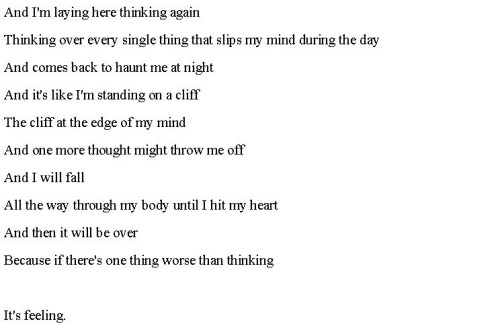 And I'm laying here thinking again
Thinking over every single thing that slips my mind during the day
And comes back to haunt me at night
And it's like I'm standing on a cliff
The cliff at the edge of my mind
And one more thought might throw me off
And I will fall
All the way through my body until I hit my heart
And then it will be over
Because if there's one thing worse than thinking
It's feeling.